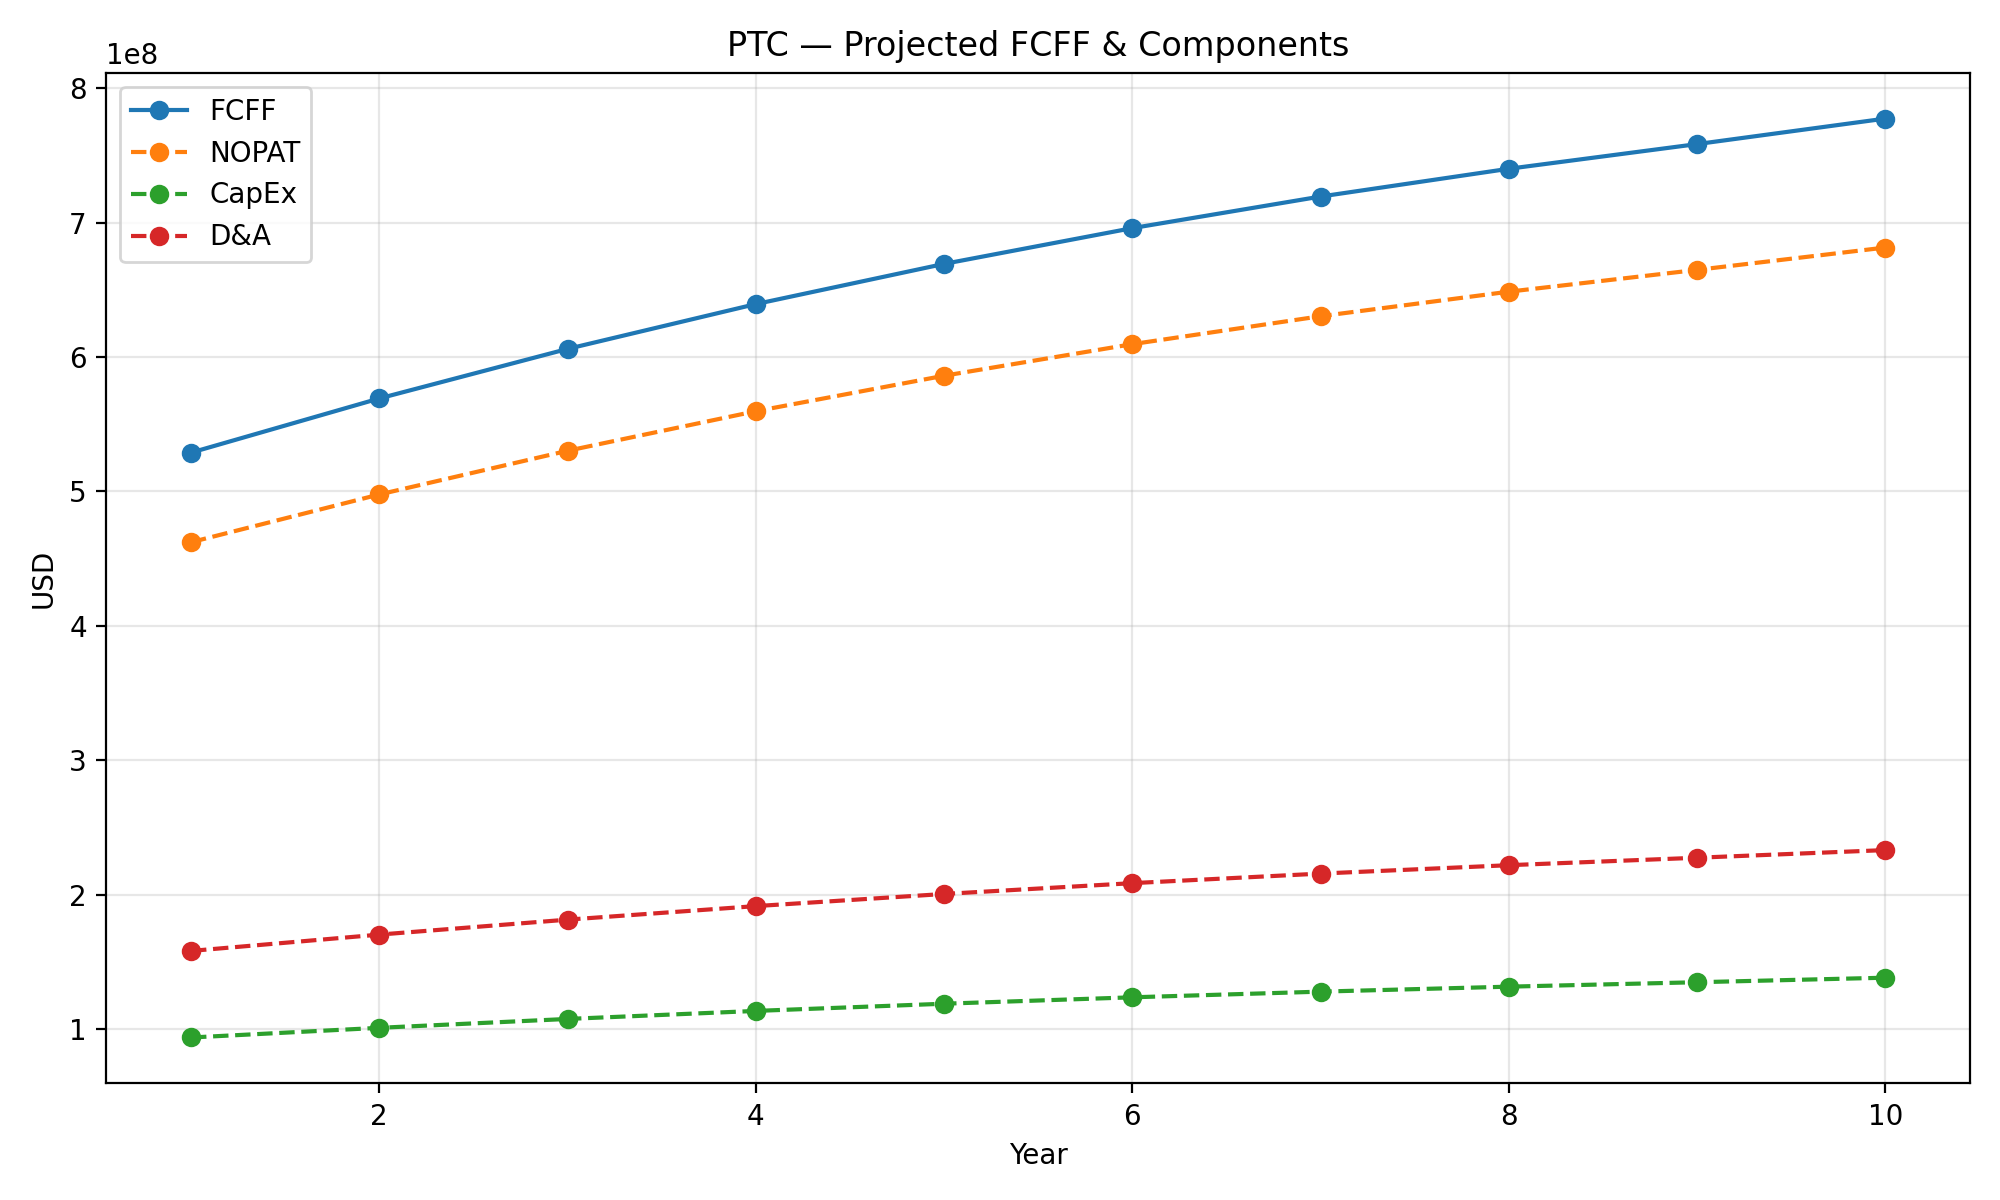 PTC — Projected FCFF & Components
1e8
8
7
6
5
4
3
2
1
USD
FCFF
NOPAT
CapEx
D&A
2
4
6
8
10
Year